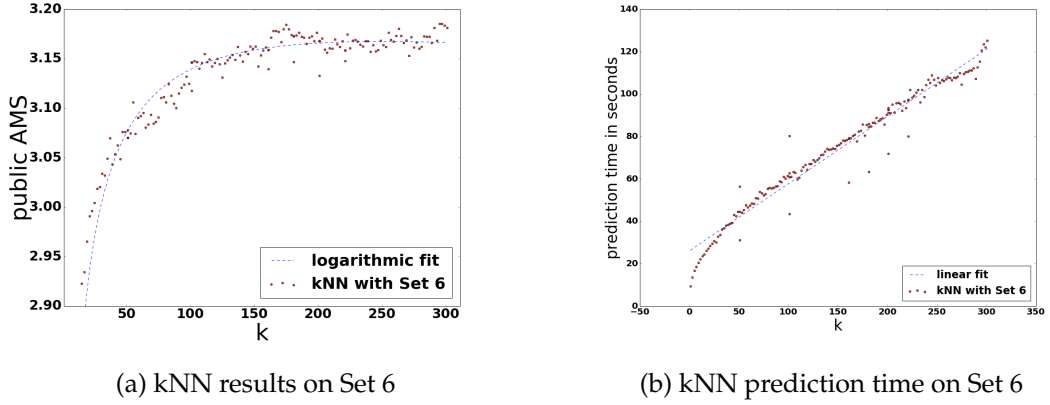 3.20
3.15
3.10
3.05
3.00
2.95
2.90
public AMS
50 100 150 200 250 300
k
logarithmic fit
kNN with Set 6
(a) kNN results on Set 6
140
120
100
80
60
40
20
0
prediction time in seconds
−50 0 50 100 150 200 250 300 350
k
linear fit
kNN with Set 6
(b) kNN prediction time on Set 6